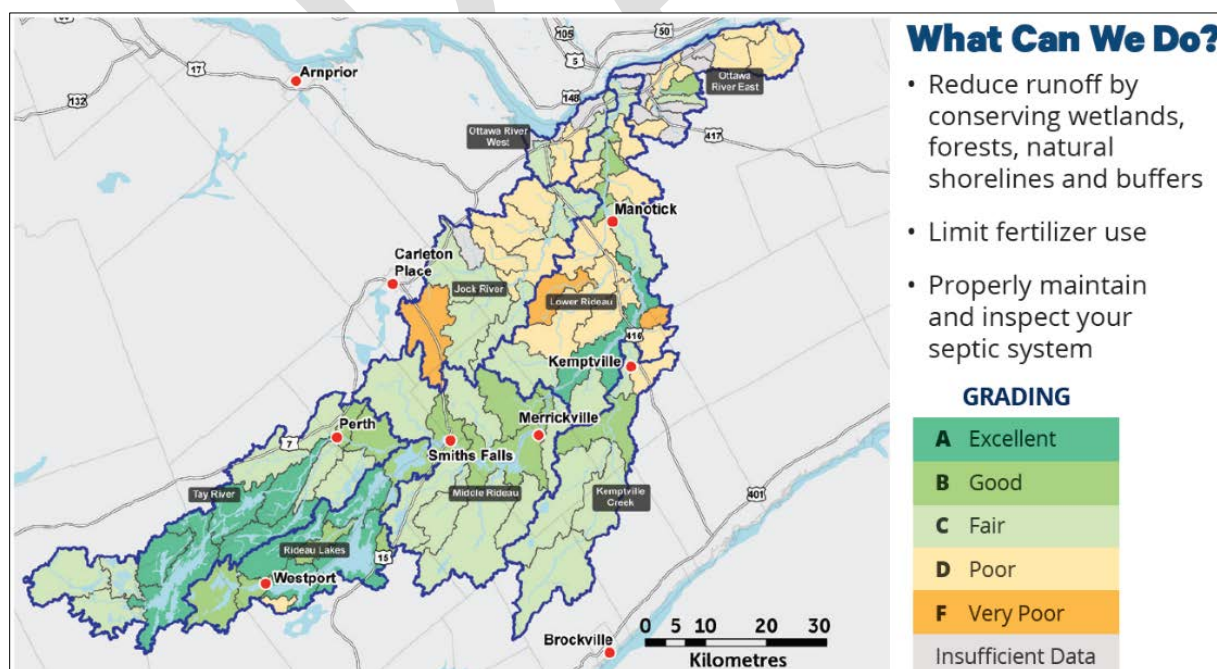 What Can We Do?
• Reduce runoff by
conserving wetlands,
forests, natural
shorelines and buffers
• Limit fertilizer use
• Properly maintain
and inspect your
septic system
GRADING
A Excellent
B Good
C Fair
D Poor
F Very Poor
Insufficient Data
105
50
5
17
Arnprior
132
148
Ottawa
River East
Ottawa River
West
417
Manotick
Carleton
Place
Jock River
Lower Rideau
416
Kemptville
Perth
7
Merrickville
Smiths Falls
Tay River
Middle Rideau
Kemptville
Creek
401
Rideau Lakes
15
Westport
Brockville
0 5 10 20 30
Kilometres